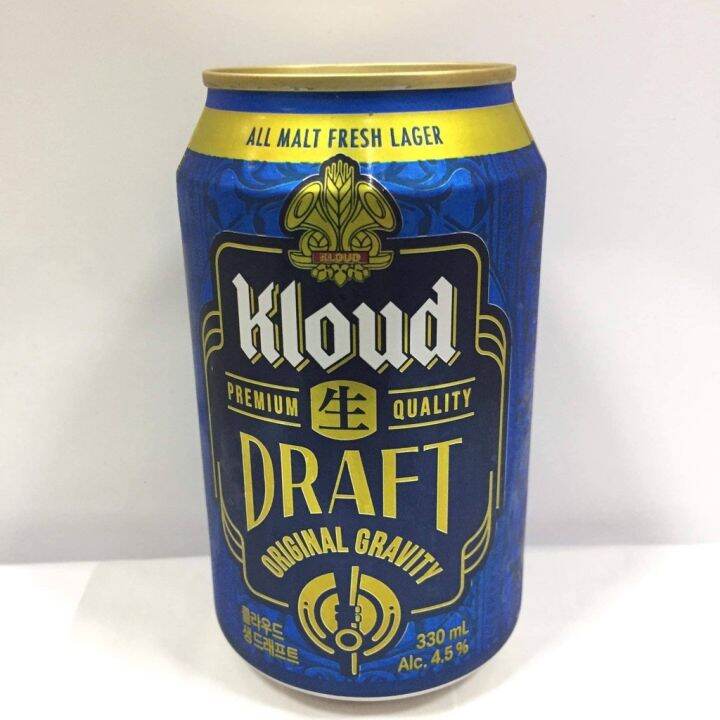 ALL MALT FRESH LAGER
KLOUD
Kloud
PREMIUM 生 QUALITY
DRAFT
ORIGINAL GRAVITY
클라우드
생 드래프트
330 mL
Alc. 4.5 %